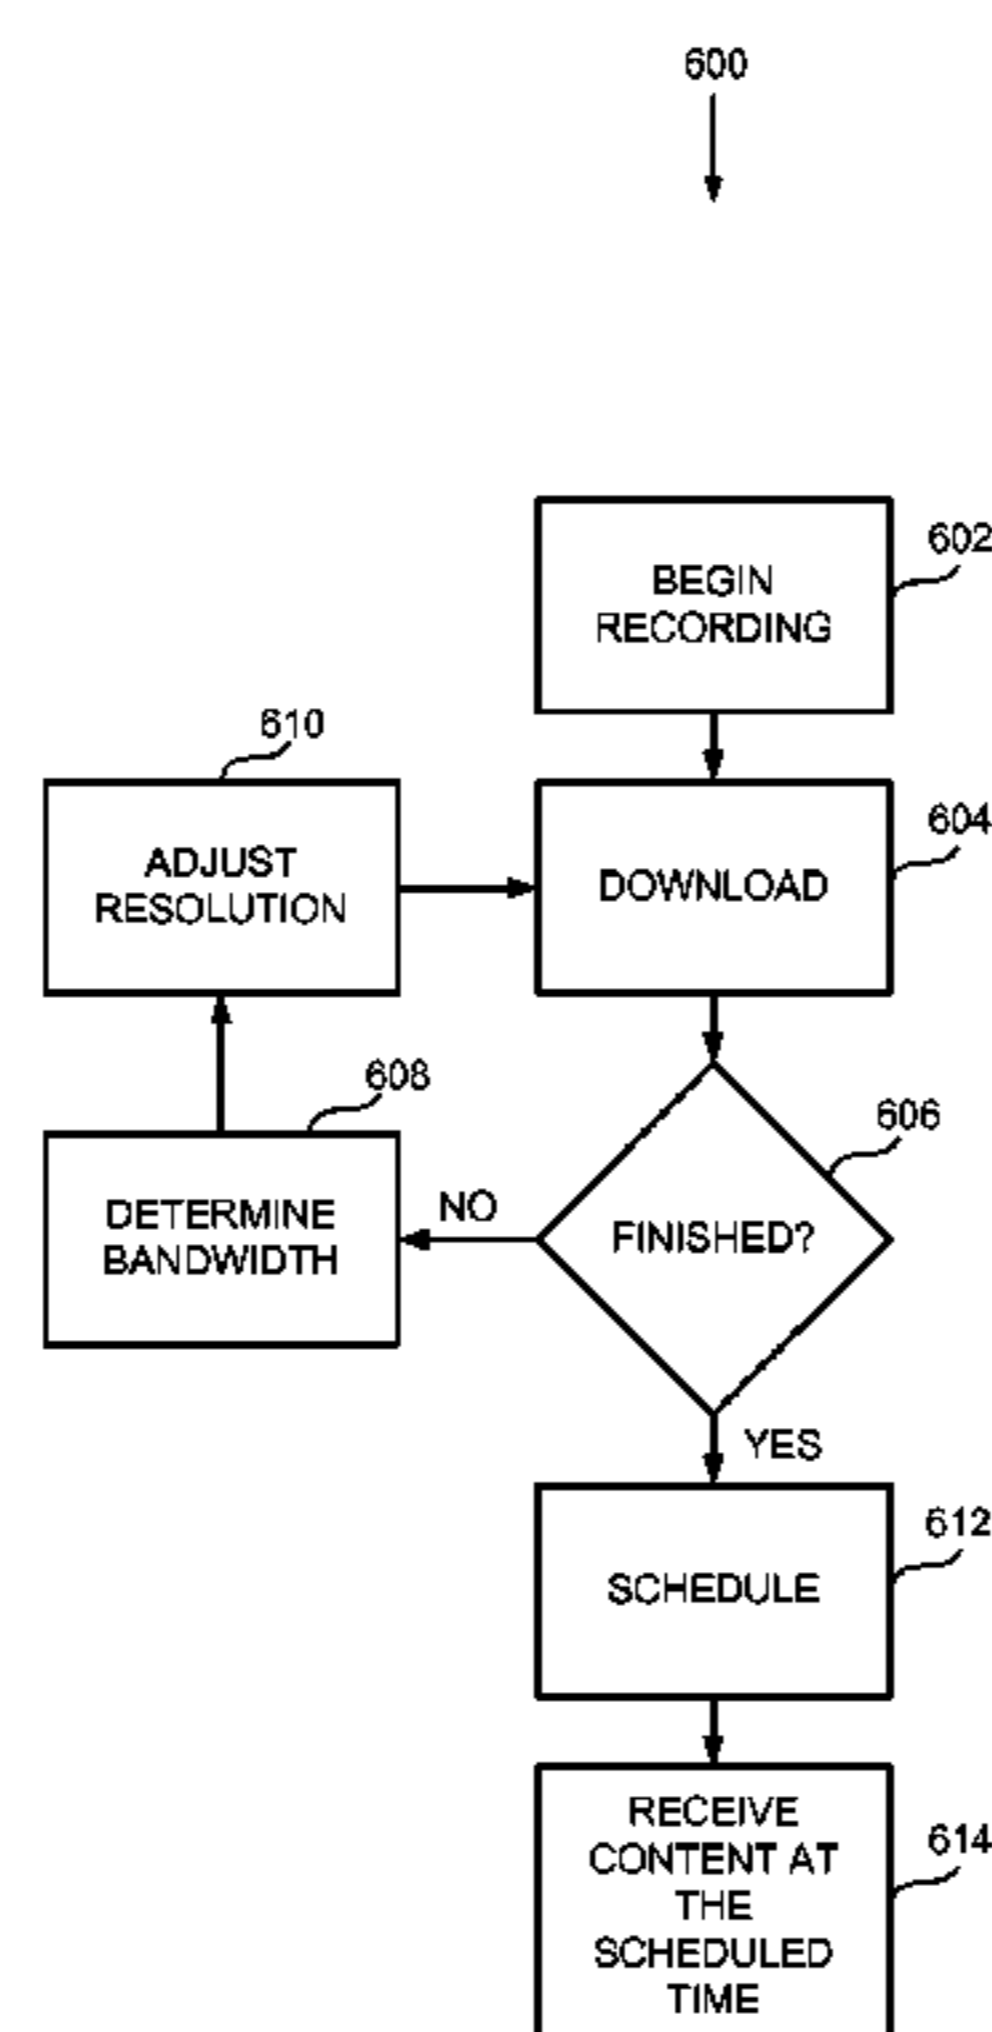 600
BEGIN
RECORDING
602
610
ADJUST
RESOLUTION
DOWNLOAD
604
608
DETERMINE
BANDWIDTH
NO
FINISHED?
606
YES
SCHEDULE
612
RECEIVE
CONTENT AT
THE
SCHEDULED
TIME
614